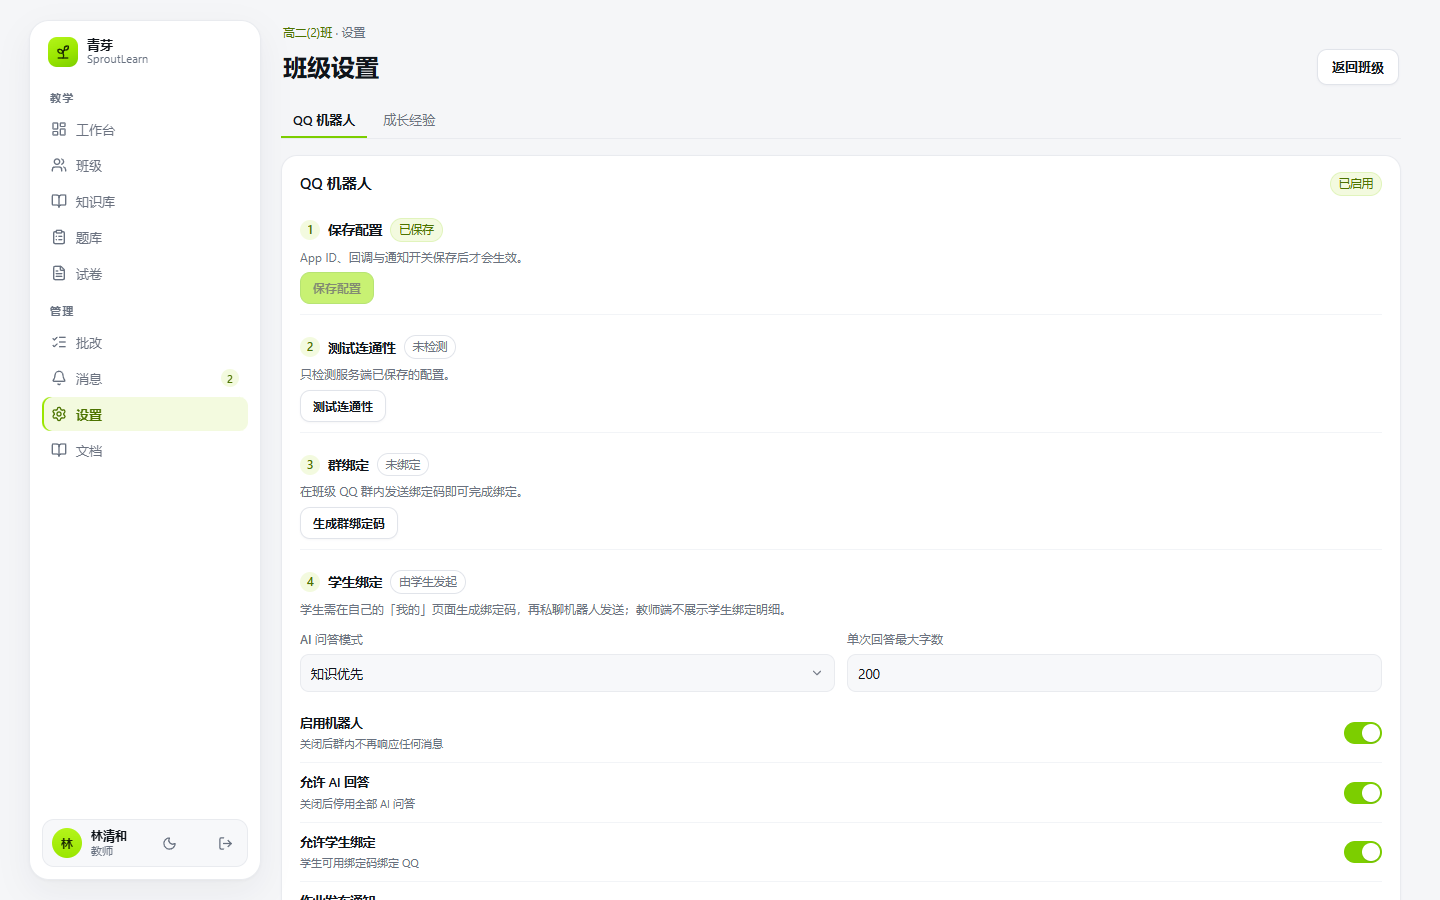 青芽
SproutLearn
教学
工作台
班级
知识库
题库
试卷
管理
批改
消息 2
设置
文档
林 林清和
教师
高二(2)班 · 设置
班级设置
返回班级
QQ 机器人 成长经验
QQ 机器人 已启用
1 保存配置 已保存
App ID、回调与通知开关保存后才会生效。
保存配置
2 测试连通性 未检测
只检测服务端已保存的配置。
测试连通性
3 群绑定 未绑定
在班级 QQ 群内发送绑定码即可完成绑定。
生成群绑定码
4 学生绑定 由学生发起
学生需在自己的「我的」页面生成绑定码，再私聊机器人发送；教师端不展示学生绑定明细。
AI 问答模式 单次回答最大字数
知识优先 200
启用机器人
关闭后群内不再响应任何消息
允许 AI 回答
关闭后停用全部 AI 问答
允许学生绑定
学生可用绑定码绑定 QQ
作业发布通知